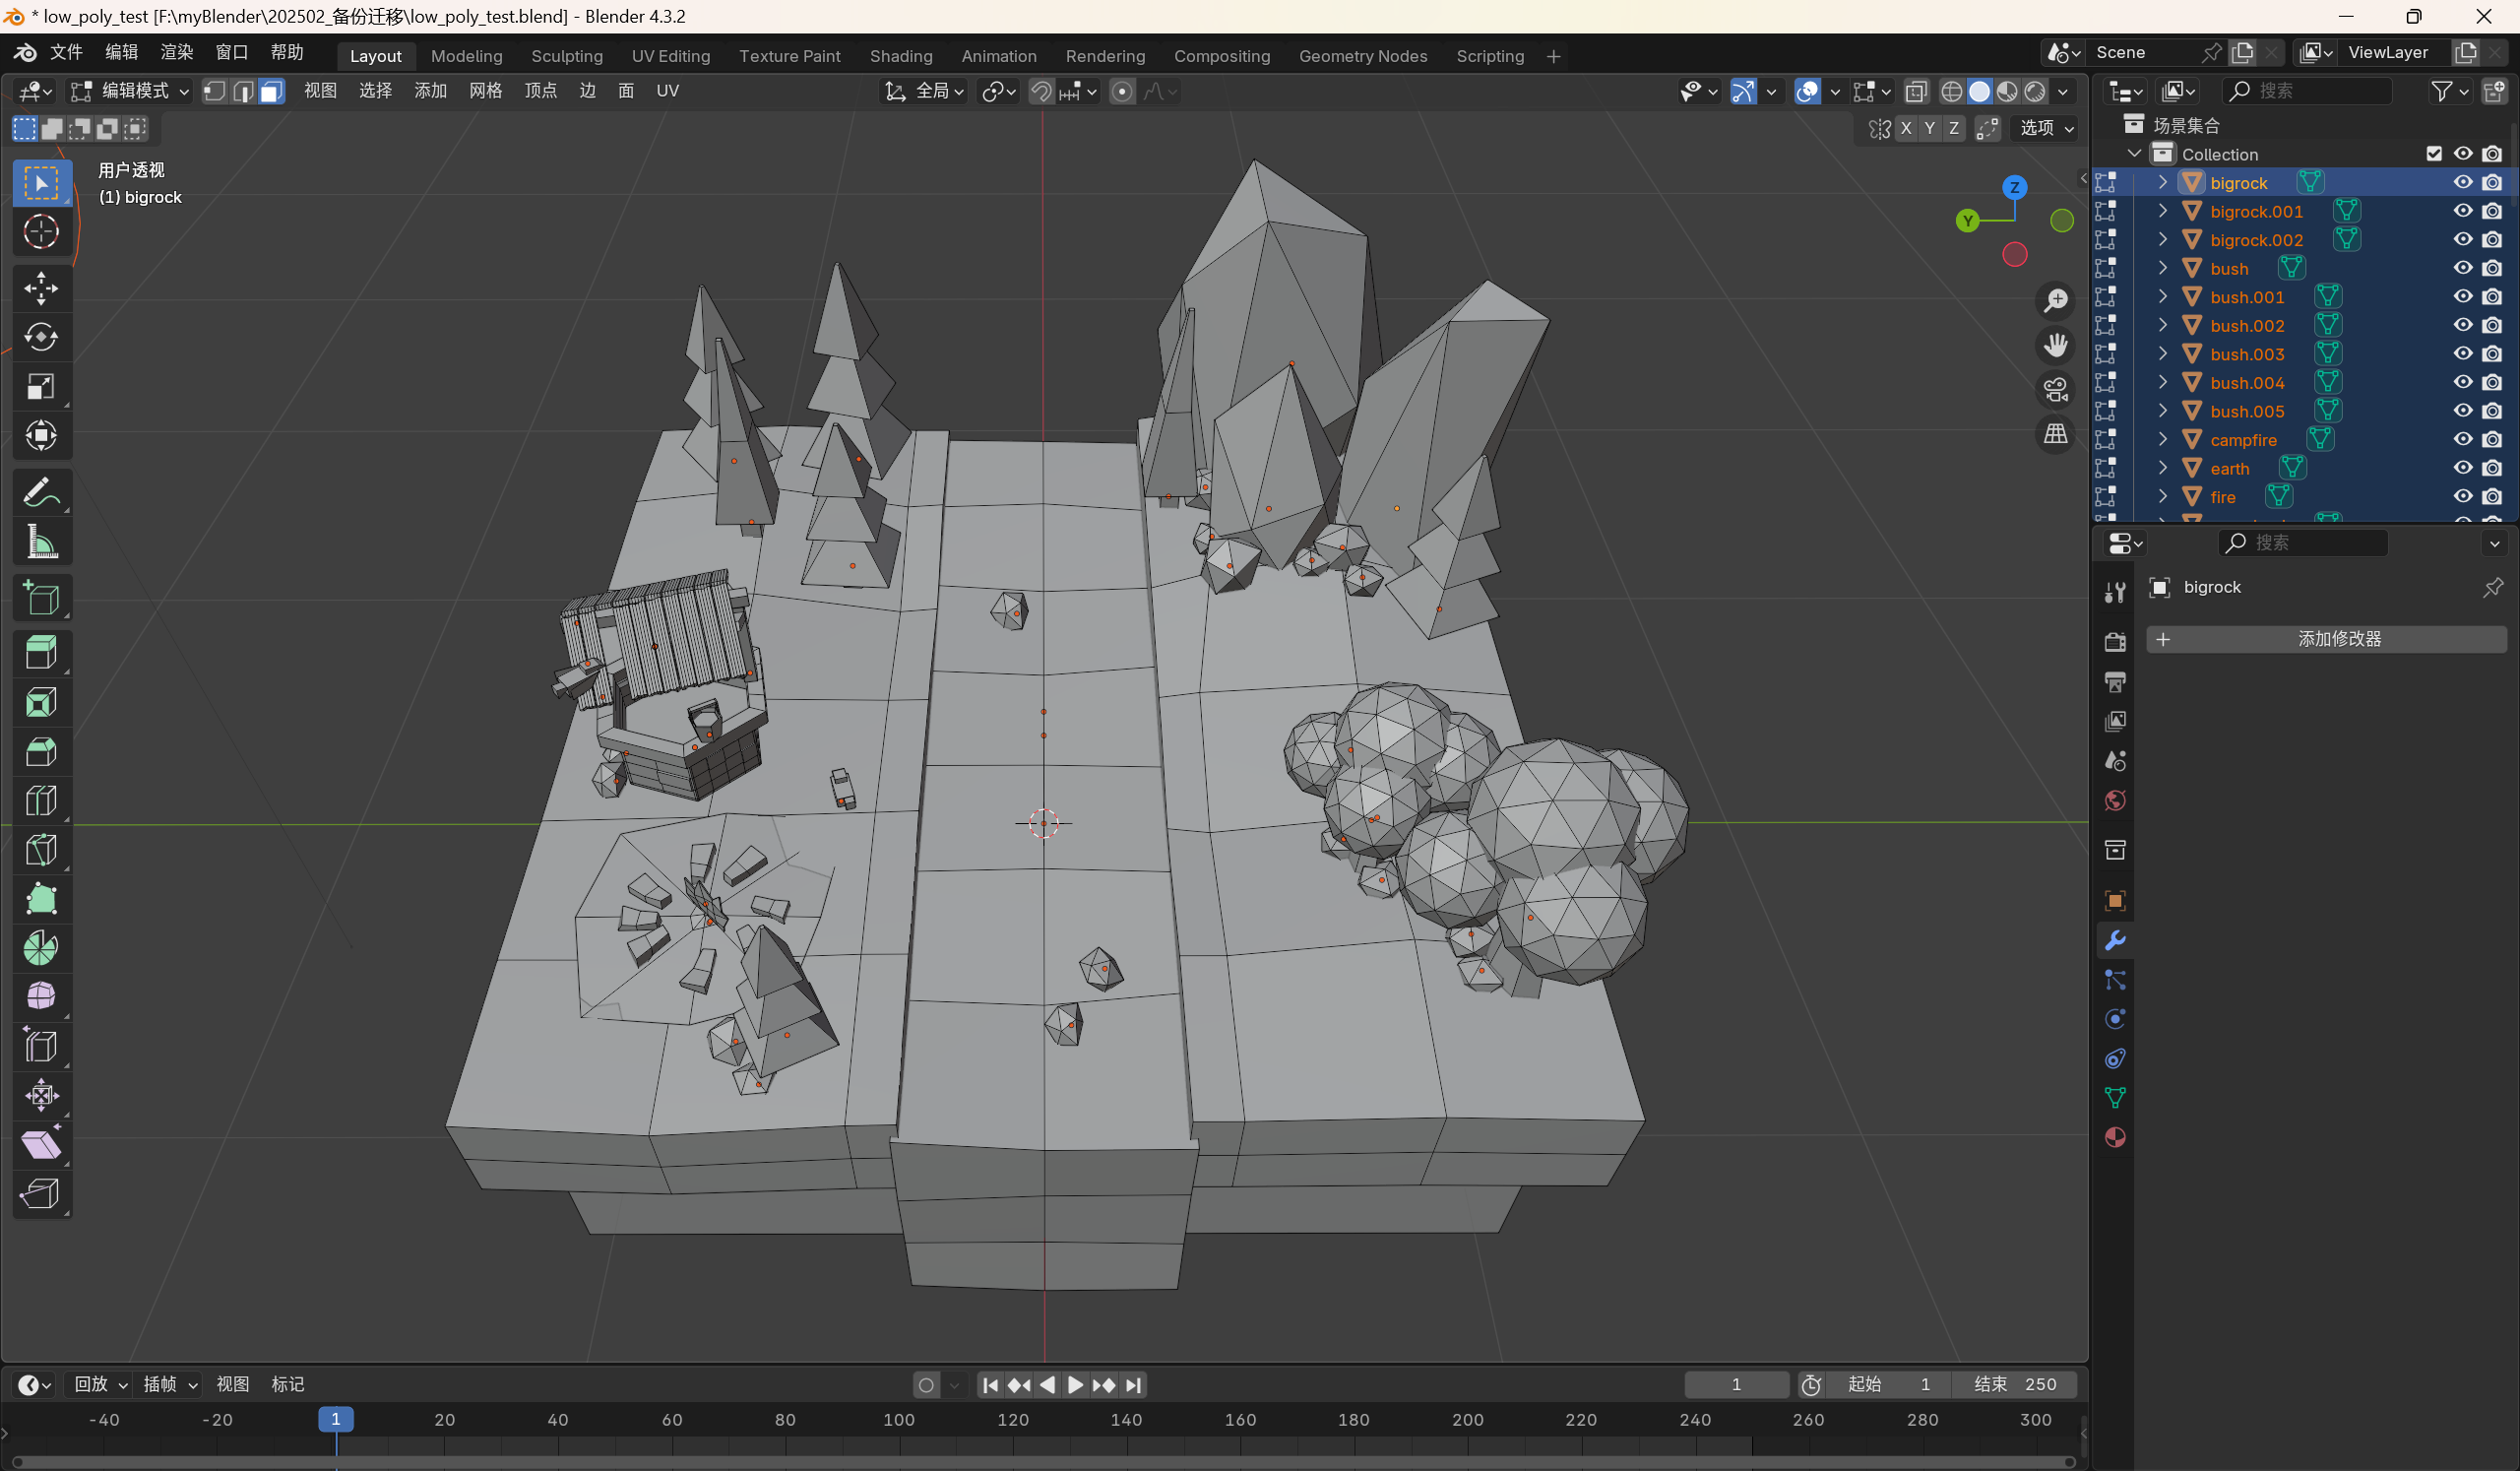 * low_poly_test [F:\myBlender\202502_备份迁移\low_poly_test.blend] - Blender 4.3.2
文件 编辑 渲染 窗口 帮助 Layout Modeling Sculpting UV Editing Texture Paint Shading Animation Rendering Compositing Geometry Nodes Scripting + Scene ViewLayer
编辑模式 视图 选择 添加 网格 顶点 边 面 UV 全局 搜索
X Y Z 选项
场景集合
用户透视
(1) bigrock
Z
Y
Collection
bigrock
bigrock.001
bigrock.002
bush
bush.001
bush.002
bush.003
bush.004
bush.005
campfire
earth
fire
搜索
bigrock
+ 添加修改器
回放 插帧 视图 标记 1 起始 1 结束 250
-40 -20 1 20 40 60 80 100 120 140 160 180 200 220 240 260 280 300